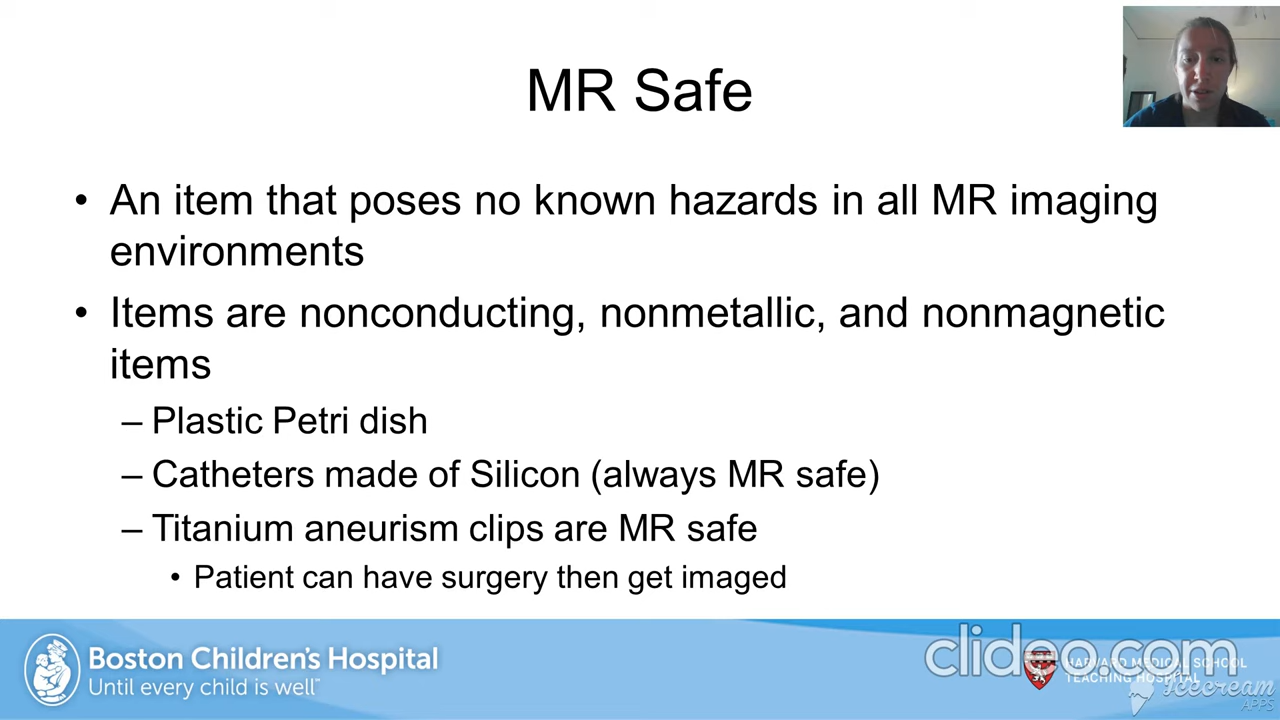 MR Safe
• An item that poses no known hazards in all MR imaging
environments
• Items are nonconducting, nonmetallic, and nonmagnetic
items
– Plastic Petri dish
– Catheters made of Silicon (always MR safe)
– Titanium aneurism clips are MR safe
• Patient can have surgery then get imaged
Boston Children's Hospital
Until every child is well™
HARVARD MEDICAL SCHOOL
TEACHING HOSPITAL
clideo.com
Icecream
APPS